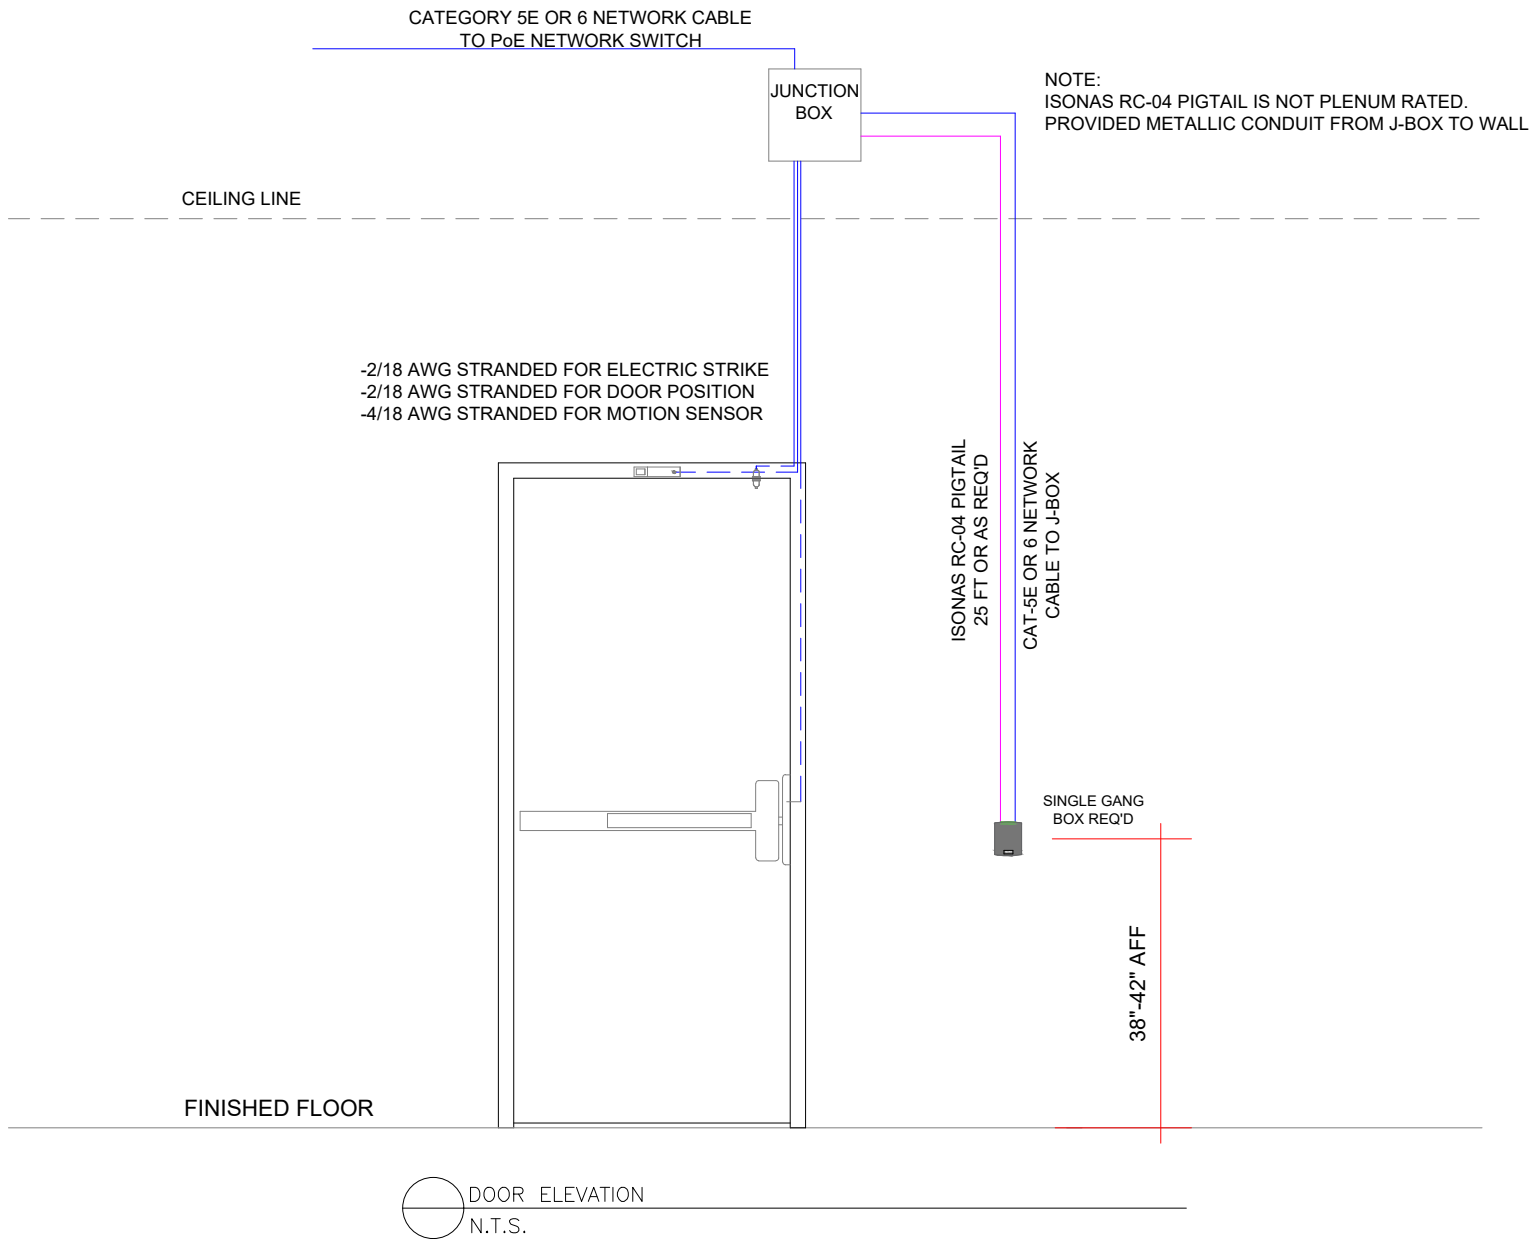 CATEGORY 5E OR 6 NETWORK CABLE
TO PoE NETWORK SWITCH
JUNCTION
BOX
NOTE:
ISONAS RC-04 PIGTAIL IS NOT PLENUM RATED.
PROVIDED METALLIC CONDUIT FROM J-BOX TO WALL
CEILING LINE
-2/18 AWG STRANDED FOR ELECTRIC STRIKE
-2/18 AWG STRANDED FOR DOOR POSITION
-4/18 AWG STRANDED FOR MOTION SENSOR
ISONAS RC-04 PIGTAIL
25 FT OR AS REQ'D
CAT-5E OR 6 NETWORK
CABLE TO J-BOX
SINGLE GANG
BOX REQ'D
38"-42" AFF
FINISHED FLOOR
DOOR ELEVATION
N.T.S.